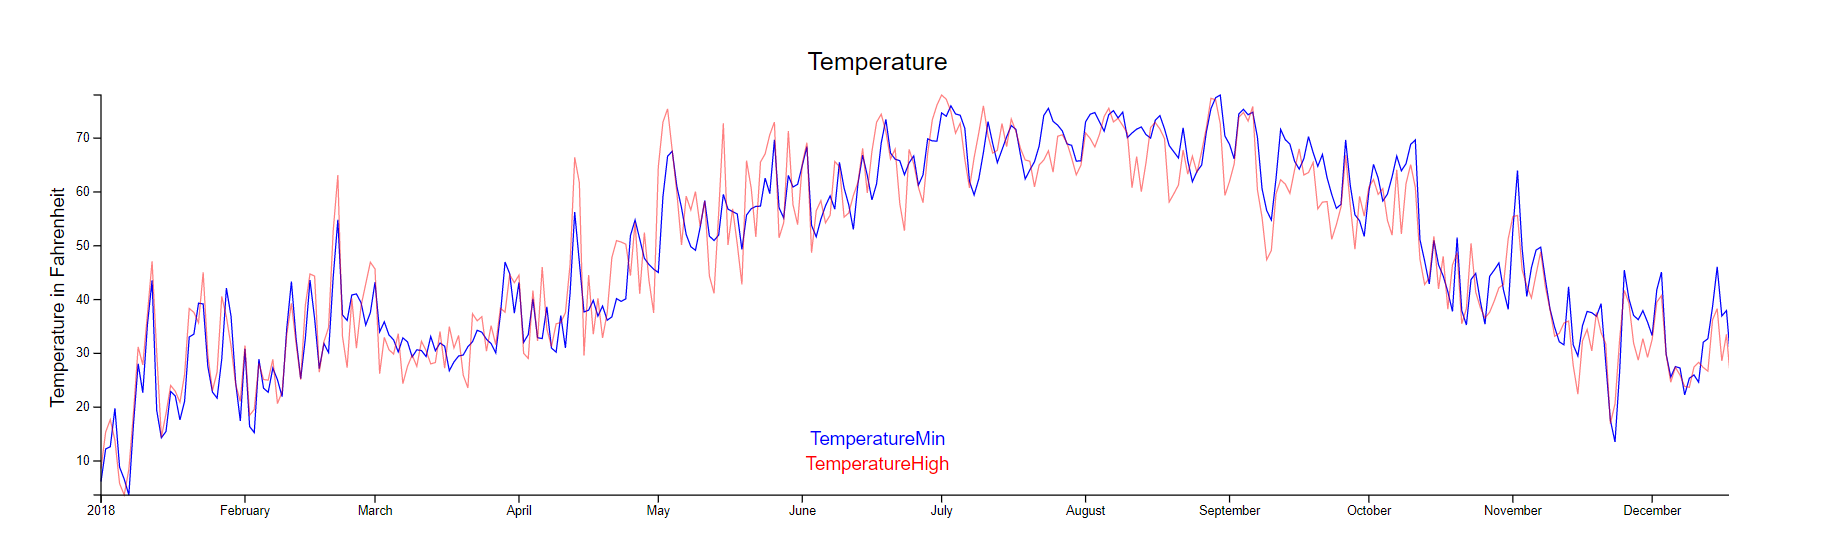 Temperature
Temperature in Fahrenheit
70
60
50
40
30
20
10
TemperatureMin
TemperatureHigh
2018 February March April May June July August September October November December